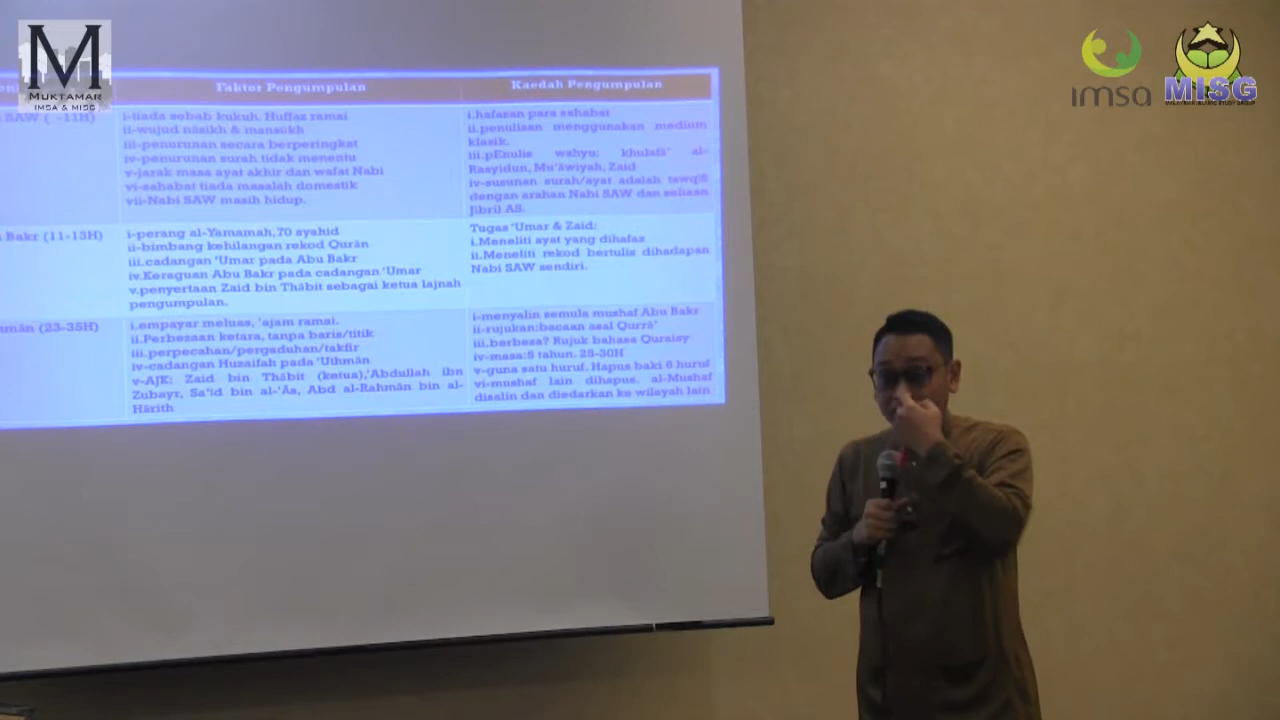 M
MUKTAMAR
IMSA & MISG
imsa
MISG
Faktor Pengumpulan
Kaedah Pengumpulan
SAW ( -11H)
i-tiada sebab kukuh. Huffaz ramai
ii-wujud nāsikh & mansūkh
iii-penurunan secara berperingkat
iv-penurunan surah tidak menentu
v-jarak masa ayat akhir dan wafat Nabi
vi-sahabat tiada masalah domestik
vii-Nabi SAW masih hidup.
i.hafazan para sahabat
ii.penulisan menggunakan medium
klasik.
iii.pEnulis wahyu: khulafā' al-
Rasyidun, Mu'āwiyah, Zaid
iv-susunan surah/ayat adalah tawqifi
dengan arahan Nabi SAW dan seliaan
Jibril AS.
Bakr (11-13H)
i-perang al-Yamamah,70 syahid
ii-bimbang kehilangan rekod Qurān
iii.cadangan 'Umar pada Abu Bakr
iv.Keraguan Abu Bakr pada cadangan 'Umar
v.penyertaan Zaid bin Thābit sebagai ketua lajnah
pengumpulan.
Tugas 'Umar & Zaid:
i.Meneliti ayat yang dihafaz
ii.Meneliti rekod bertulis dihadapan
Nabi SAW sendiri.
(23-35H)
i.empayar meluas, 'ajam ramai.
ii.Perbezaan ketara, tanpa baris/titik
iii.perpecahan/pergaduhan/takfir
iv-cadangan Huzaifah pada 'Uthmān
v-AJK: Zaid bin Thābit (ketua),'Abdullah ibn
Zubayr, Sa'id bin al-'Ās, Abd al-Rahmān bin al-
Hārith
i-menyalin semula mushaf Abu Bakr
ii-rujukan:bacaan asal Qurrā'
iii.berbeza? Rujuk bahasa Quraisy
iv-masa:5 tahun. 25-30H
v-guna satu huruf. Hapus baki 6 huruf
vi-mushaf lain dihapus. al-Mushaf
disalin dan diedarkan ke wilayah lain